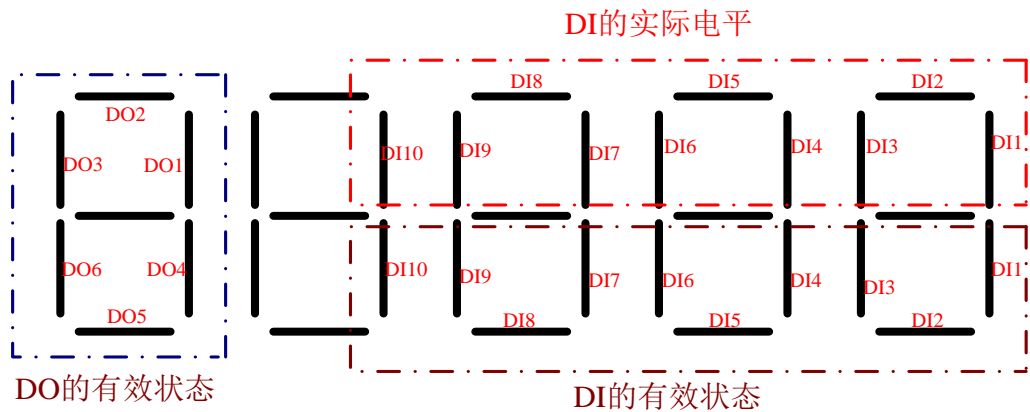 DI的实际电平
DI8 DI5 DI2
DO2
DO3 DO1 DI10 DI9 DI7 DI6 DI4 DI3 DI1
DO6 DO4 DI10 DI9 DI7 DI6 DI4 DI3 DI1
DO5 DI8 DI5 DI2
DO的有效状态 DI的有效状态